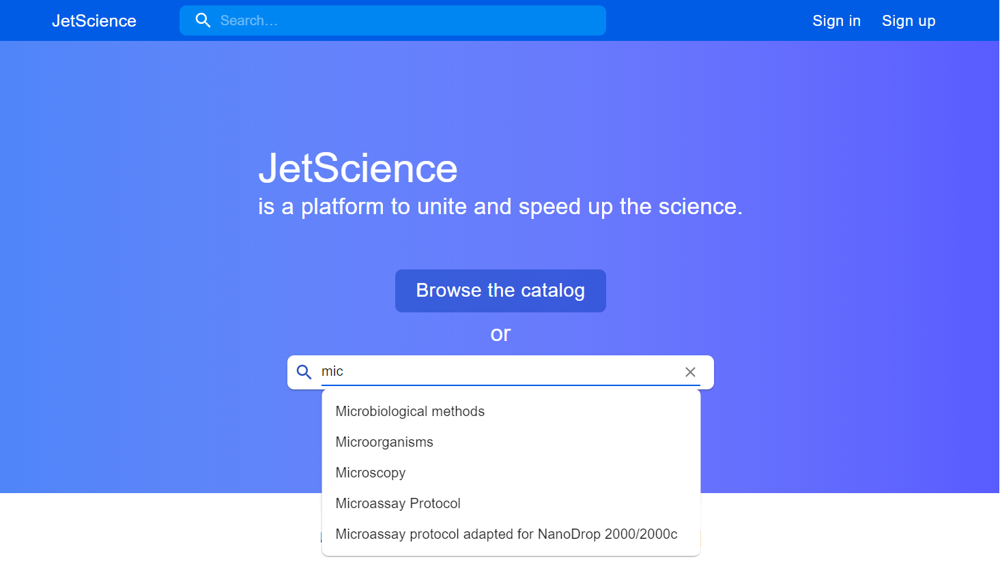 JetScience
Search...
Sign in
Sign up
JetScience
is a platform to unite and speed up the science.
Browse the catalog
or
mic
Microbiological methods
Microorganisms
Microscopy
Microassay Protocol
Microassay protocol adapted for NanoDrop 2000/2000c